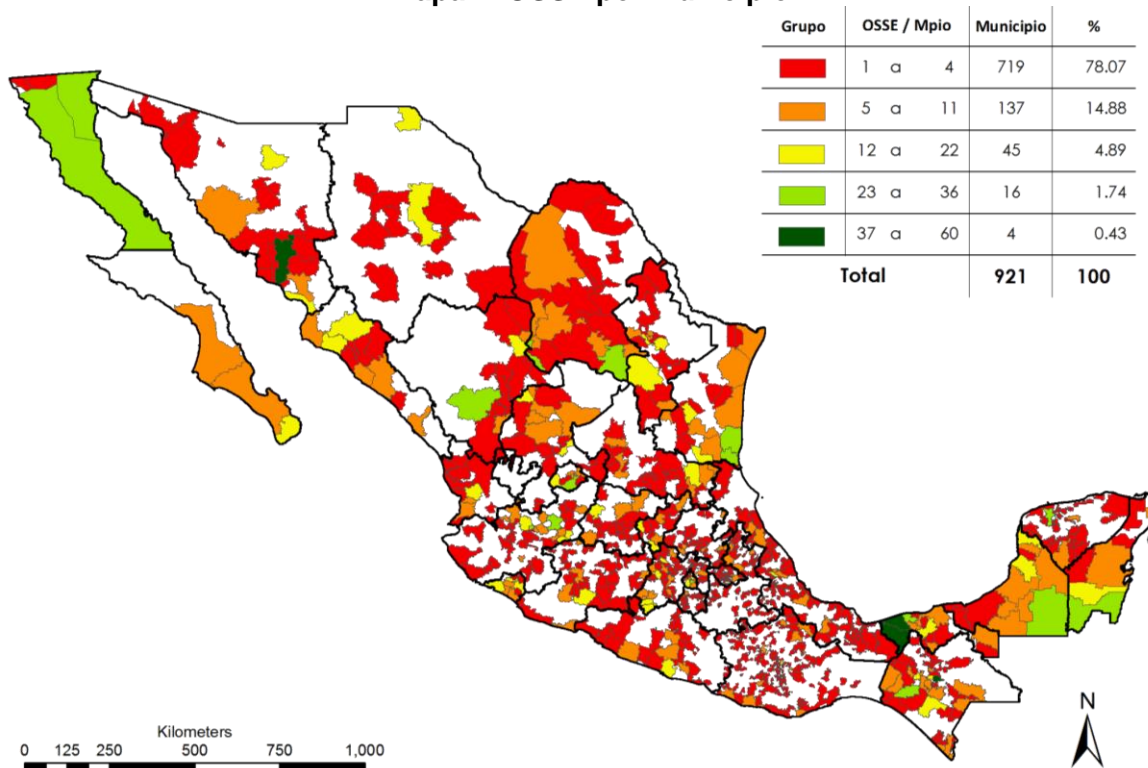 Grupo OSSE / Mpio Municipio %
1 a 4 719 78.07
5 a 11 137 14.88
12 a 22 45 4.89
23 a 36 16 1.74
37 a 60 4 0.43
Total 921 100
N
Kilometers
0 125 250 500 750 1,000